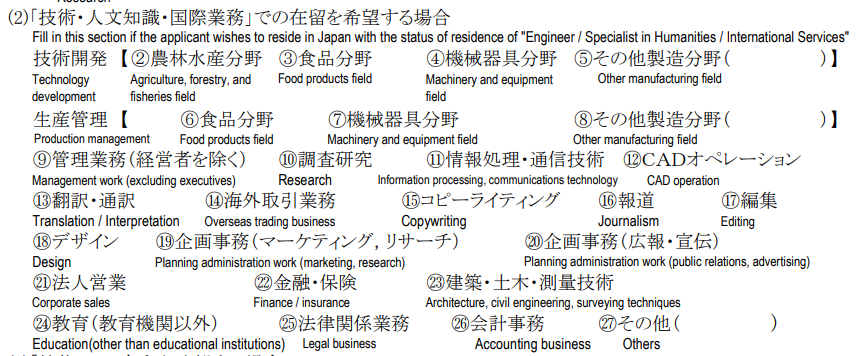 Research
(2)「技術・人文知識・国際業務」での在留を希望する場合
Fill in this section if the applicant wishes to reside in Japan with the status of residence of "Engineer / Specialist in Humanities / International Services"
技術開発 【 ②農林水産分野 ③食品分野 ④機械器具分野 ⑤その他製造分野( )】
Technology development Agriculture, forestry, and fisheries field Food products field Machinery and equipment field Other manufacturing field
生産管理 【 ⑥食品分野 ⑦機械器具分野 ⑧その他製造分野( )】
Production management Food products field Machinery and equipment field Other manufacturing field
⑨管理業務(経営者を除く) ⑩調査研究 ⑪情報処理・通信技術 ⑫CADオペレーション
Management work (excluding executives) Research Information processing, communications technology CAD operation
⑬翻訳・通訳 ⑭海外取引業務 ⑮コピーライティング ⑯報道 ⑰編集
Translation / Interpretation Overseas trading business Copywriting Journalism Editing
⑱デザイン ⑲企画事務(マーケティング, リサーチ) ⑳企画事務(広報・宣伝)
Design Planning administration work (marketing, research) Planning administration work (public relations, advertising)
㉑法人営業 ㉒金融・保険 ㉓建築・土木・測量技術
Corporate sales Finance / insurance Architecture, civil engineering, surveying techniques
㉔教育(教育機関以外) ㉕法律関係業務 ㉖会計事務 ㉗その他( )
Education(other than educational institutions) Legal business Accounting business Others